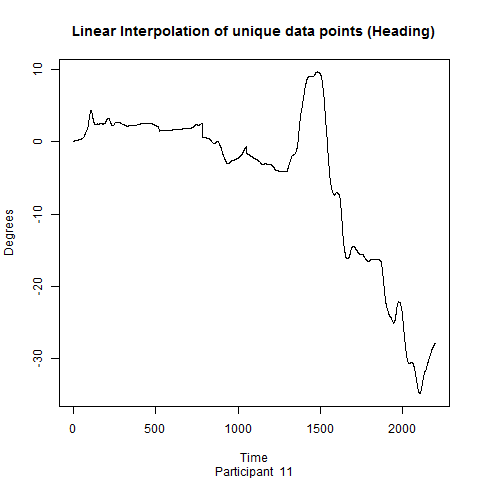 Linear Interpolation of unique data points (Heading)
Degrees
10
0
-10
-20
-30
0 500 1000 1500 2000
Time
Participant 11